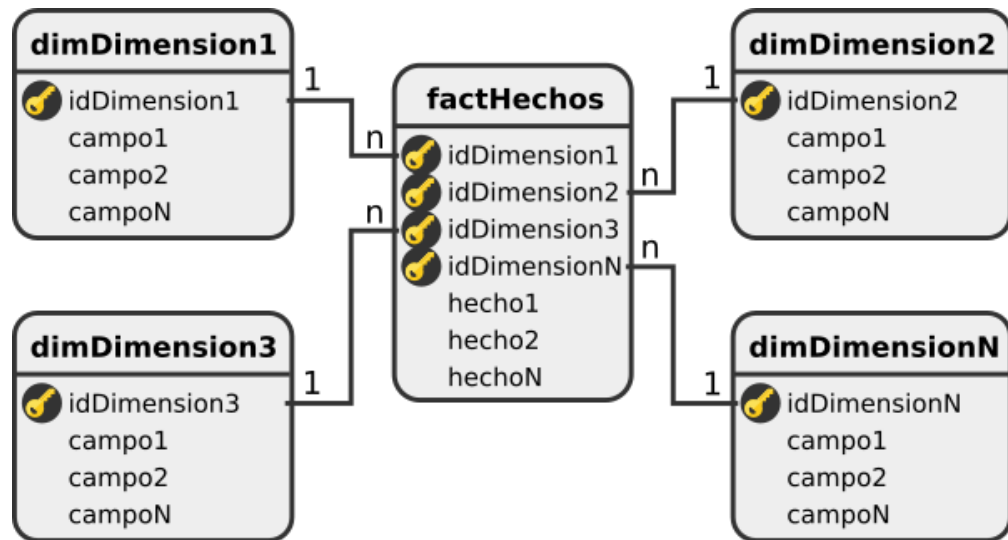 dimDimension1
idDimension1
campo1
campo2
campoN
1
n
factHechos
idDimension1
idDimension2
idDimension3
idDimensionN
hecho1
hecho2
hechoN
dimDimension2
idDimension2
campo1
campo2
campoN
1
n
dimDimension3
idDimension3
campo1
campo2
campoN
1
n
dimDimensionN
idDimensionN
campo1
campo2
campoN
1
n